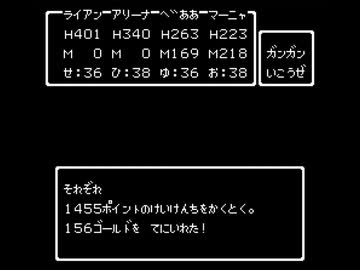 ライアン アリーナ べああ マーニャ
H401 H340 H263 H223
M 0 M 0 M169 M218
せ:36 ひ:38 ゆ:36 お:38
ガンガン
いこうぜ
それぞれ
1455ポイントのけいけんちをかくとく。
156ゴールドを てにいれた!